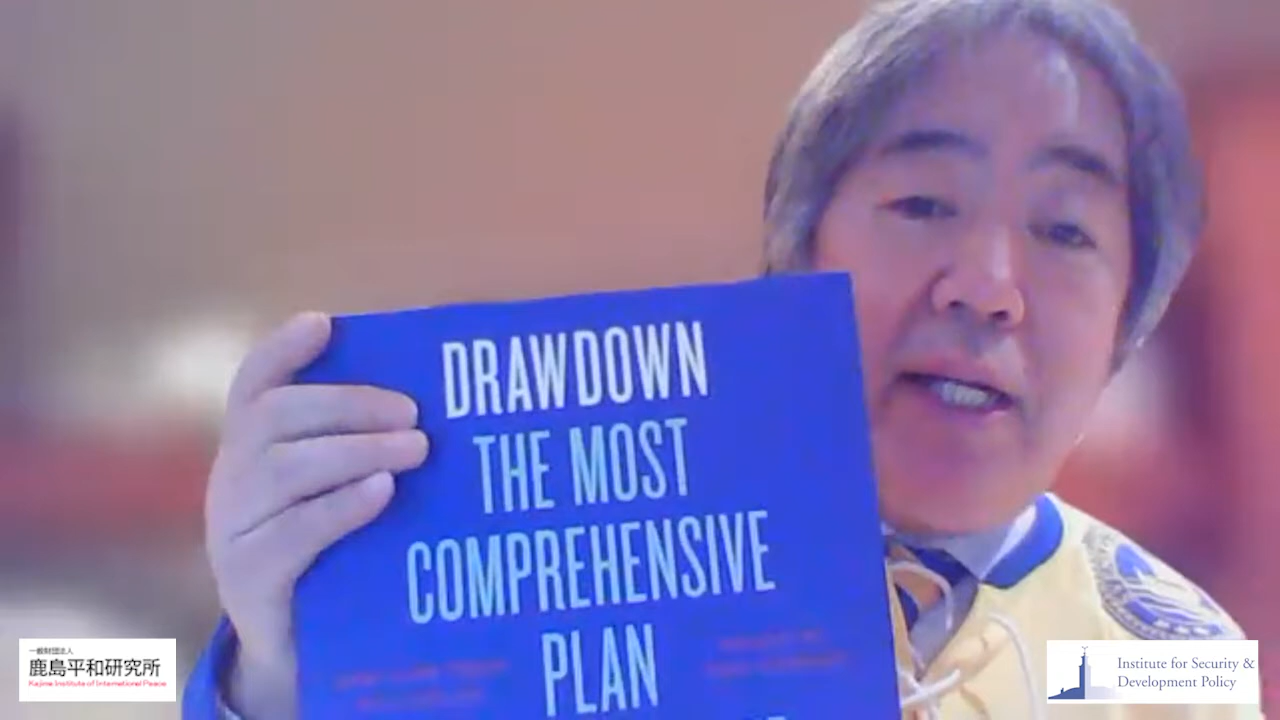 DRAWDOWN
THE MOST
COMPREHENSIVE
PLAN
一般財団法人
鹿島平和研究所
Kajima Institute of International Peace
Institute for Security &
Development Policy